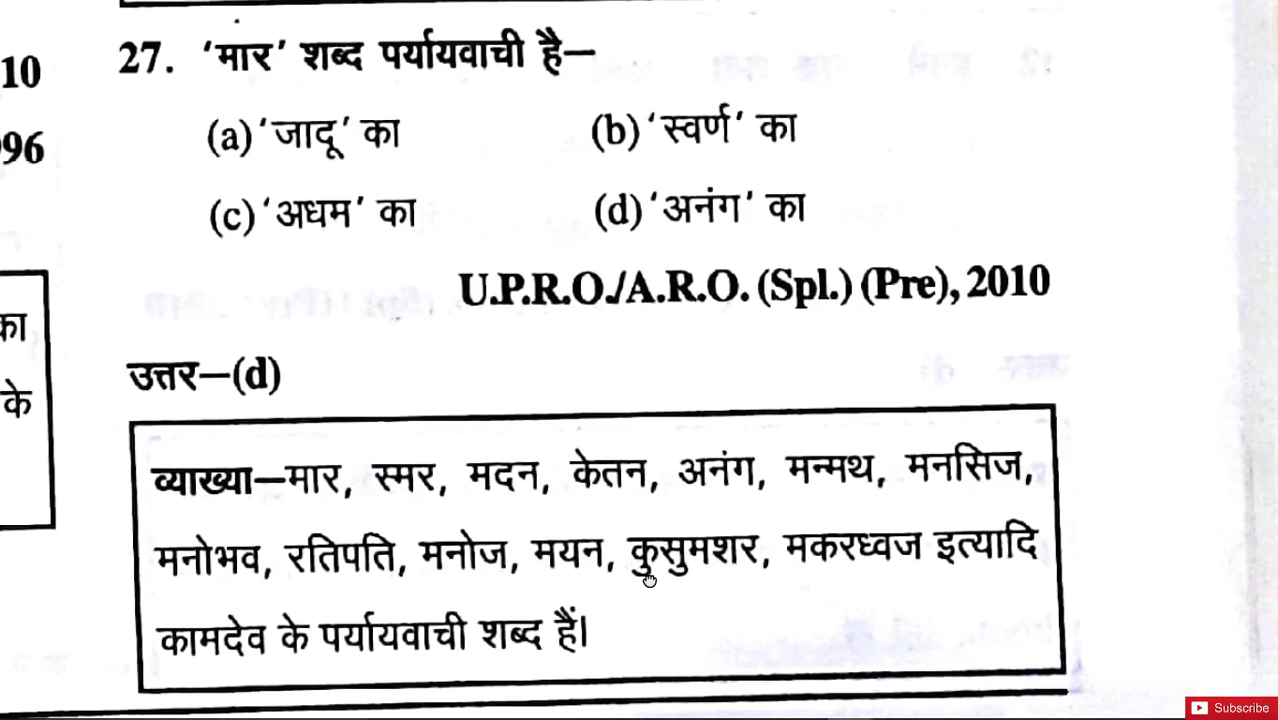 10
96
का
के
27. ‘मार’ शब्द पर्यायवाची है—
(a) ‘जादू’ का (b) ‘स्वर्ण’ का
(c) ‘अधम’ का (d) ‘अनंग’ का
U.P.R.O./A.R.O. (Spl.) (Pre), 2010
उत्तर—(d)
व्याख्या—मार, स्मर, मदन, केतन, अनंग, मन्मथ, मनसिज,
मनोभव, रतिपति, मनोज, मयन, कुसुमशर, मकरध्वज इत्यादि
कामदेव के पर्यायवाची शब्द हैं।
Subscribe